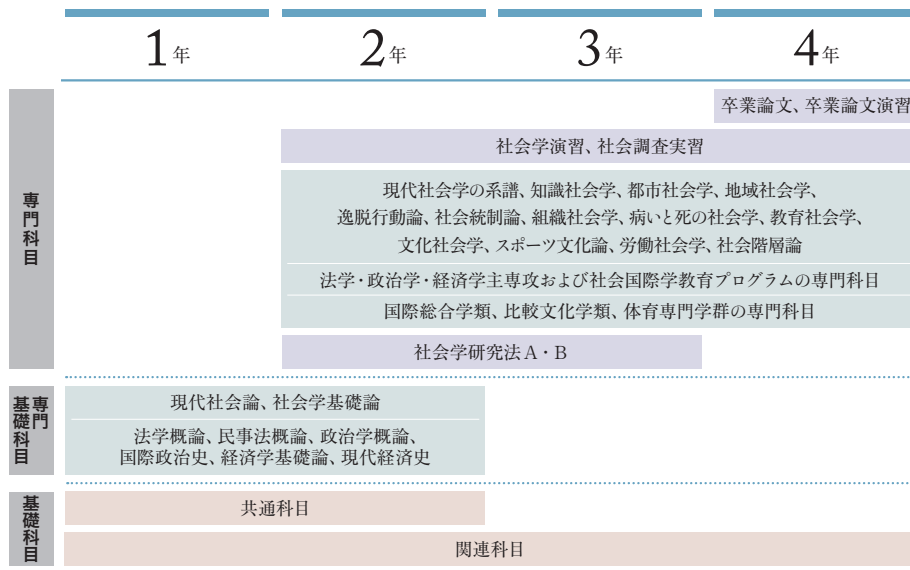 1年 2年 3年 4年
専門科目
卒業論文、卒業論文演習
社会学演習、社会調査実習
現代社会学の系譜、知識社会学、都市社会学、地域社会学、
逸脱行動論、社会統制論、組織社会学、病いと死の社会学、教育社会学、
文化社会学、スポーツ文化論、労働社会学、社会階層論
法学・政治学・経済学主専攻および社会国際学教育プログラムの専門科目
国際総合学類、比較文化学類、体育専門学群の専門科目
社会学研究法A・B
専門
基礎科目
現代社会論、社会学基礎論
法学概論、民事法概論、政治学概論、
国際政治史、経済学基礎論、現代経済史
基礎科目
共通科目
関連科目